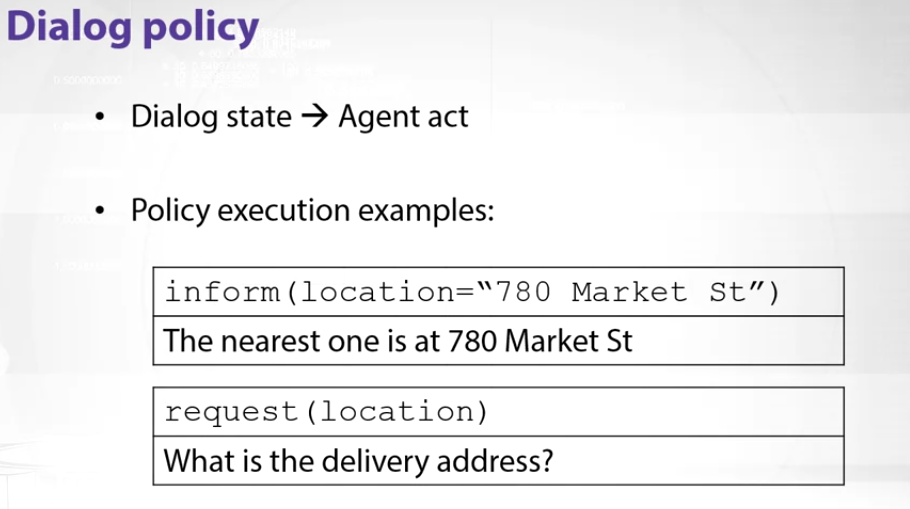 Dialog policy
• Dialog state → Agent act
• Policy execution examples:
inform(location=“780 Market St”)
The nearest one is at 780 Market St
request(location)
What is the delivery address?